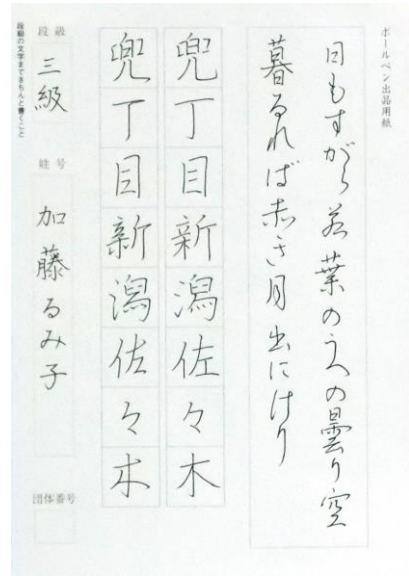 ボールペン出品用紙
日もすがら若葉のうへの曇り空
暮るれば赤き月出にけり
兜丁目新潟佐々木
兜丁目新潟佐々木
段級
三級
姓号
加藤るみ子
団体番号
段級の文字まできちんと書くこと